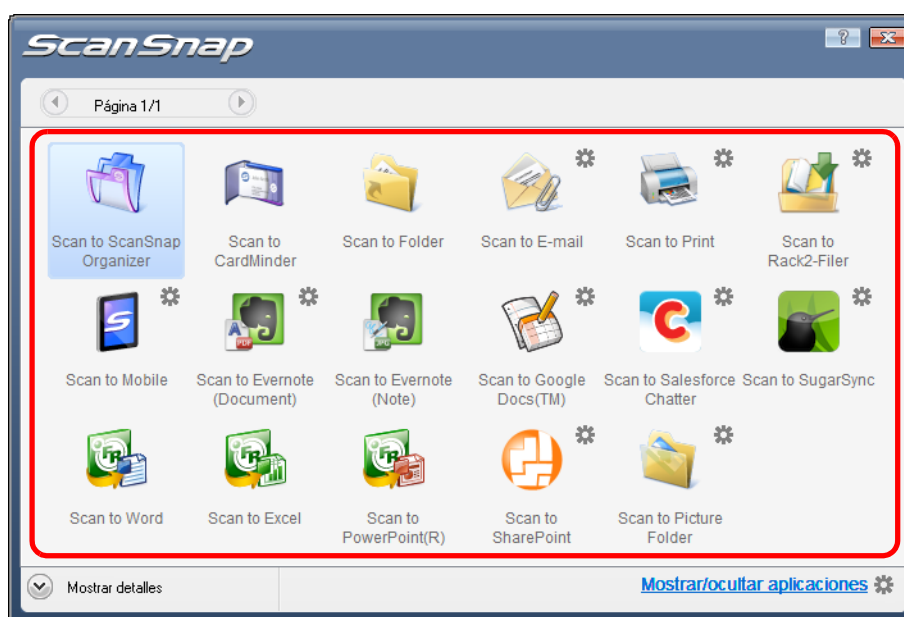 ScanSnap
?
Página 1/1
Scan to ScanSnap
Organizer
Scan to
CardMinder
Scan to Folder
Scan to E-mail
Scan to Print
Scan to
Rack2-Filer
Scan to Mobile
Scan to Evernote
(Document)
Scan to Evernote
(Note)
Scan to Google
Docs(TM)
Scan to Salesforce
Chatter
Scan to SugarSync
Scan to Word
Scan to Excel
Scan to
PowerPoint(R)
Scan to
SharePoint
Scan to Picture
Folder
Mostrar detalles
Mostrar/ocultar aplicaciones